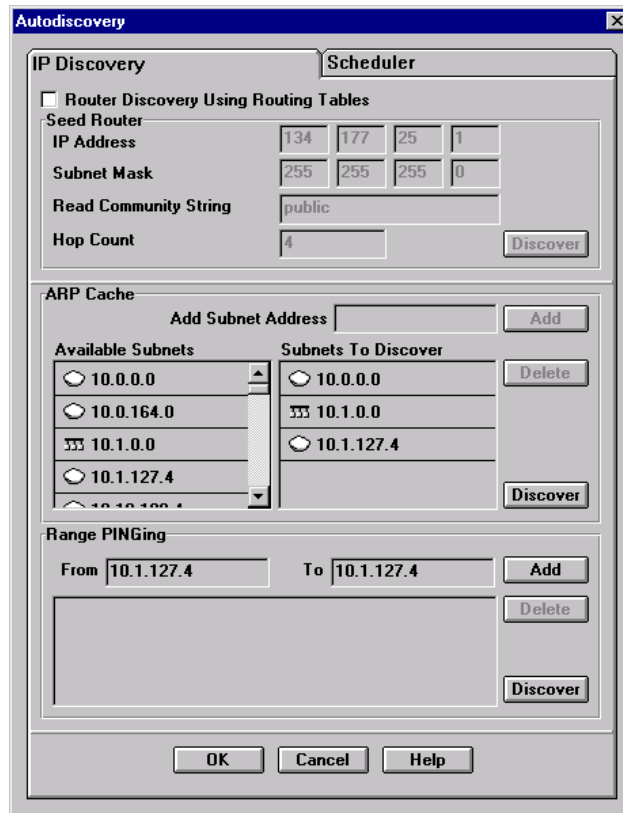 Autodiscovery
IP Discovery
Scheduler
Router Discovery Using Routing Tables
Seed Router
IP Address 134 177 25 1
Subnet Mask 255 255 255 0
Read Community String public
Hop Count 4 Discover
ARP Cache
Add Subnet Address Add
Available Subnets Subnets To Discover
10.0.0.0 10.0.0.0 Delete
10.0.164.0 10.1.0.0
10.1.0.0 10.1.127.4
10.1.127.4
Discover
Range PINGing
From 10.1.127.4 To 10.1.127.4 Add
Delete
Discover
OK Cancel Help